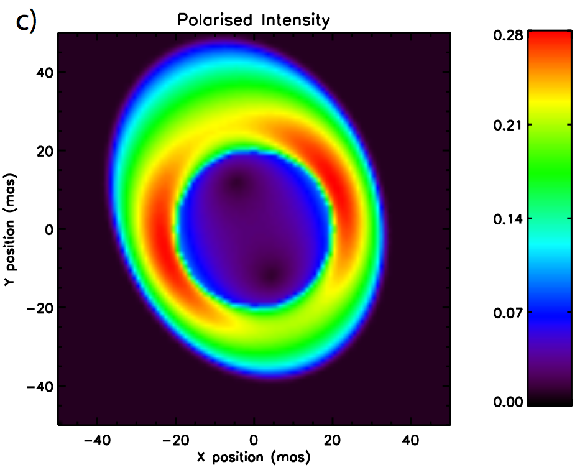 c)
Polarised Intensity
40
20
0
−20
−40
Y position (mas)
−40 −20 0 20 40
X position (mas)
0.28
0.21
0.14
0.07
0.00